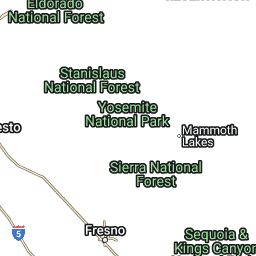 Eldorado
National Forest
Stanislaus
National Forest
Yosemite
National Park
esto
Mammoth
Lakes
Sierra National
Forest
5
Fresno
Sequoia &
Kings Canyon